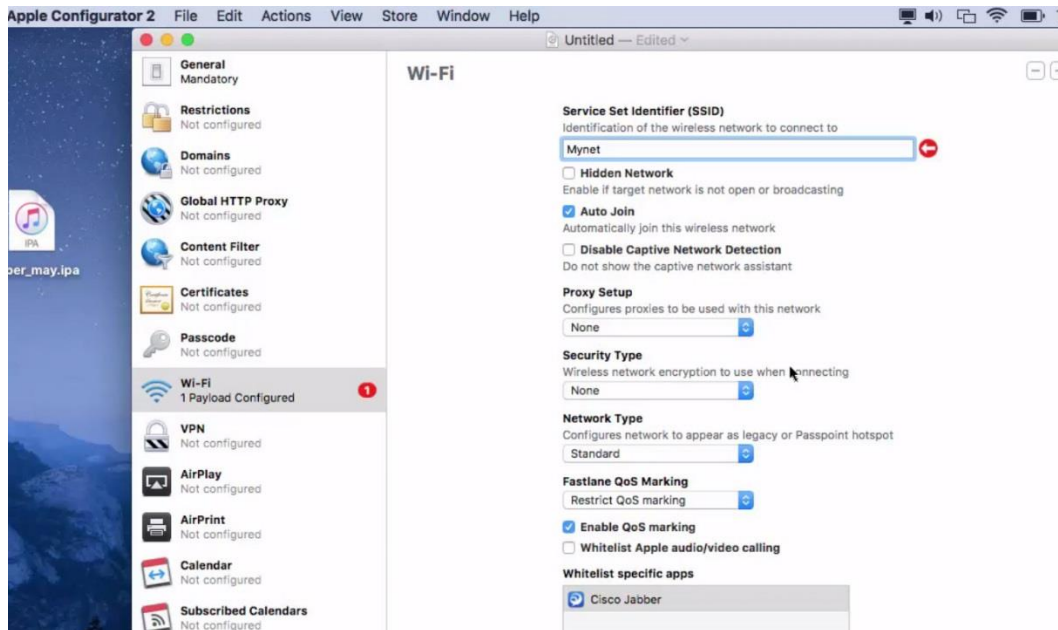 Apple Configurator 2 File Edit Actions View Store Window Help
Untitled — Edited
IPA
per_may.ipa
General
Mandatory
Restrictions
Not configured
Domains
Not configured
Global HTTP Proxy
Not configured
Content Filter
Not configured
Certificates
Not configured
Passcode
Not configured
Wi-Fi
1 Payload Configured
1
VPN
Not configured
AirPlay
Not configured
AirPrint
Not configured
Calendar
Not configured
Subscribed Calendars
Not configured
Wi-Fi
Service Set Identifier (SSID)
Identification of the wireless network to connect to
Mynet
Hidden Network
Enable if target network is not open or broadcasting
Auto Join
Automatically join this wireless network
Disable Captive Network Detection
Do not show the captive network assistant
Proxy Setup
Configures proxies to be used with this network
None
Security Type
Wireless network encryption to use when connecting
None
Network Type
Configures network to appear as legacy or Passpoint hotspot
Standard
Fastlane QoS Marking
Restrict QoS marking
Enable QoS marking
Whitelist Apple audio/video calling
Whitelist specific apps
Cisco Jabber